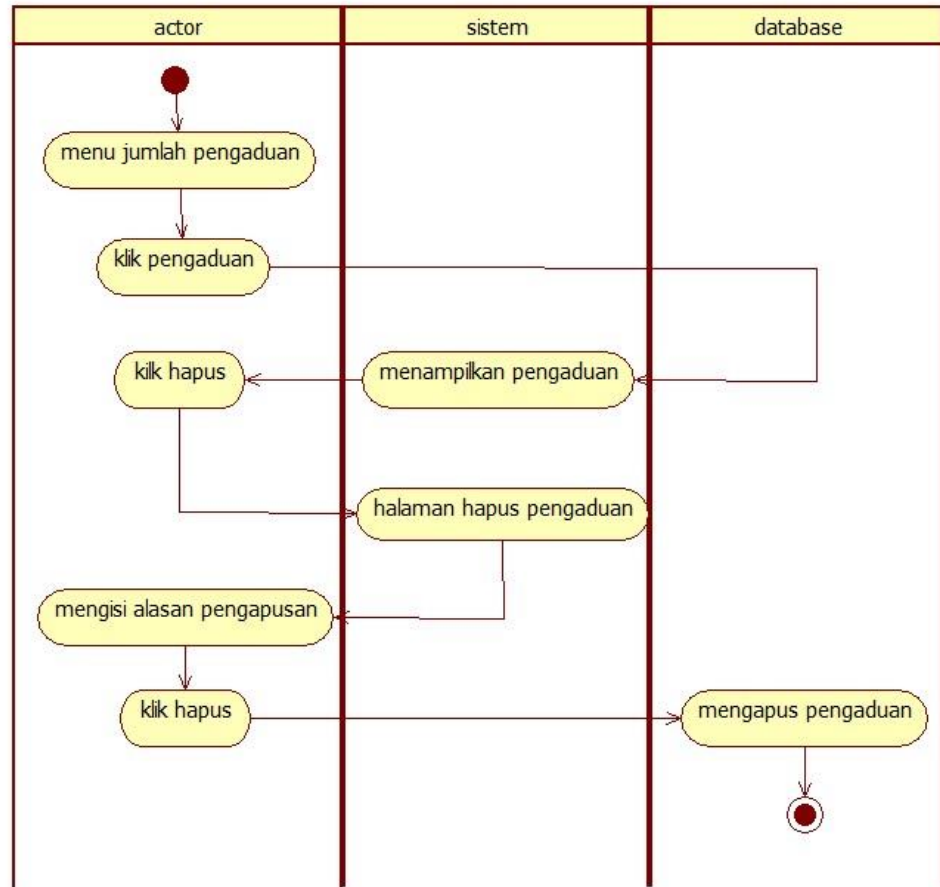 actor
sistem
database
menu jumlah pengaduan
klik pengaduan
kilk hapus
menampilkan pengaduan
halaman hapus pengaduan
mengisi alasan pengapusan
klik hapus
mengapus pengaduan